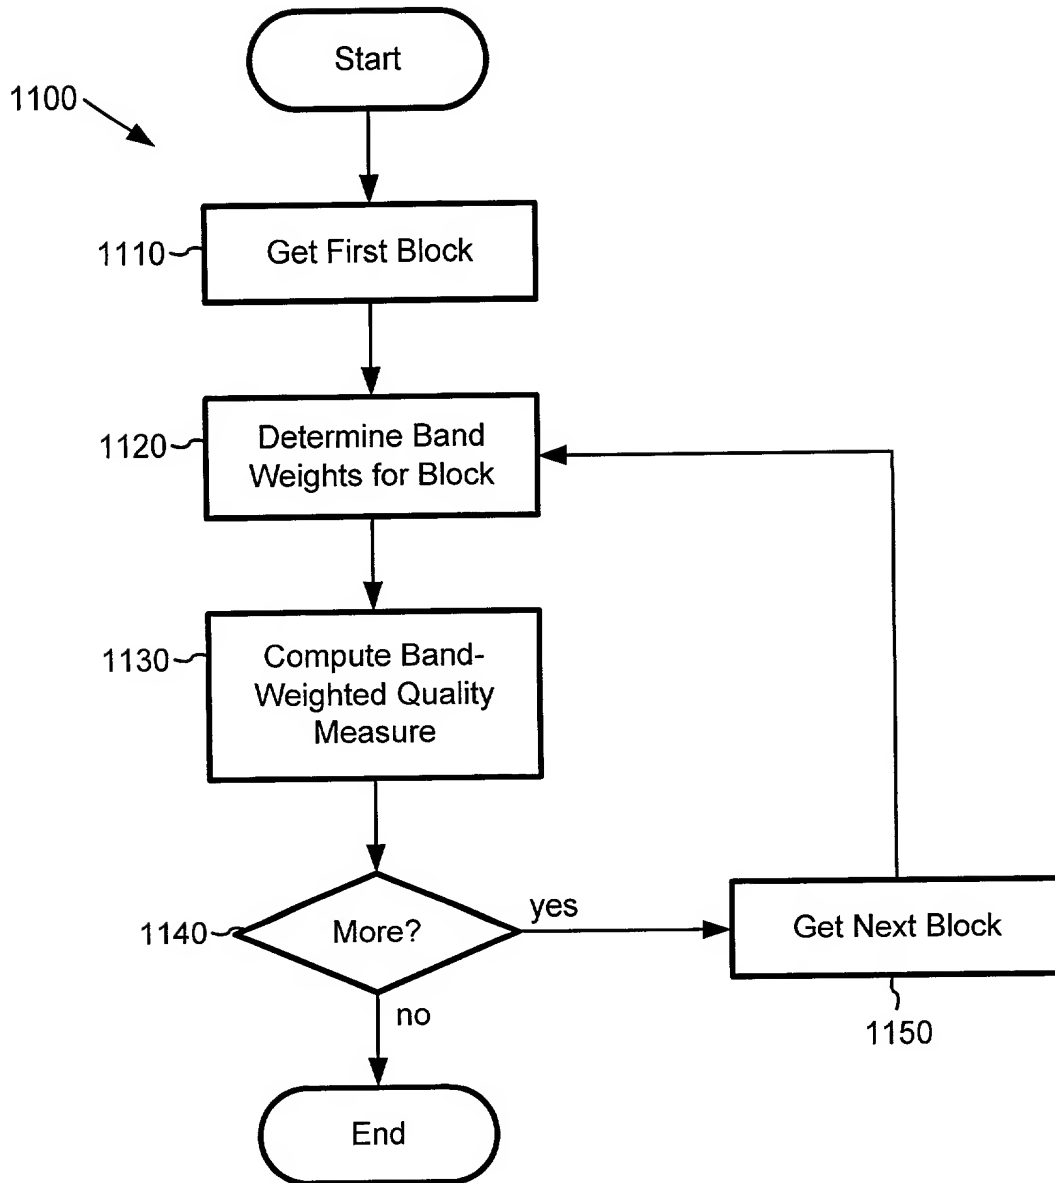 Start
1100
1110
Get First Block
1120
Determine Band
Weights for Block
1130
Compute Band-
Weighted Quality
Measure
1140
More?
yes
Get Next Block
1150
no
End